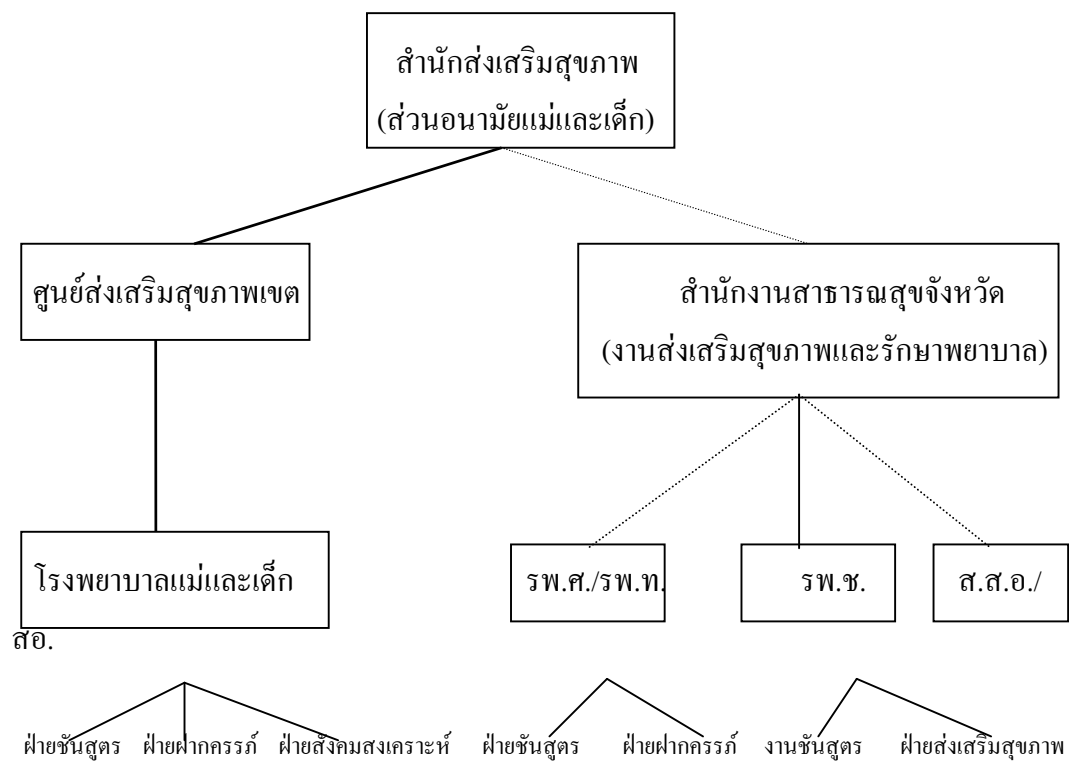 สำนักส่งเสริมสุขภาพ
(ส่วนอนามัยแม่และเด็ก)
ศูนย์ส่งเสริมสุขภาพเขต
สำนักงานสาธารณสุขจังหวัด
(งานส่งเสริมสุขภาพและรักษาพยาบาล)
โรงพยาบาลแม่และเด็ก
รพ.ศ./รพ.ท.
รพ.ช.
ส.ส.อ./
สอ.
ฝ่ายชันสูตร
ฝ่ายฝากครรภ์
ฝ่ายสังคมสงเคราะห์
ฝ่ายชันสูตร
ฝ่ายฝากครรภ์
งานชันสูตร
ฝ่ายส่งเสริมสุขภาพ